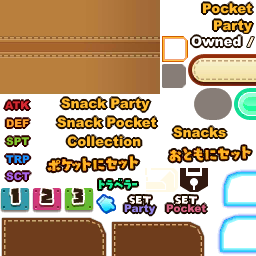 Pocket
Party
Owned /
ATK
DEF
SPT
TRP
SCT
Snack Party
Snack Pocket
Collection
ポケットにセット
Snacks
おともにセット
トラベラー
1 2 3
SET
Party
SET
Pocket